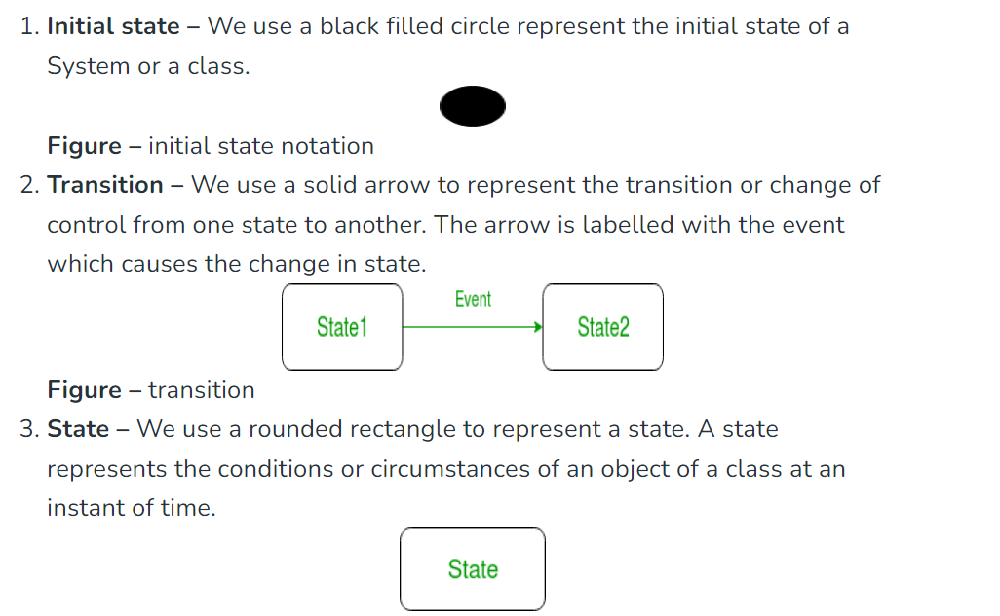 1. Initial state – We use a black filled circle represent the initial state of a
System or a class.
Figure – initial state notation
2. Transition – We use a solid arrow to represent the transition or change of
control from one state to another. The arrow is labelled with the event
which causes the change in state.
Event
State1
State2
Figure – transition
3. State – We use a rounded rectangle to represent a state. A state
represents the conditions or circumstances of an object of a class at an
instant of time.
State